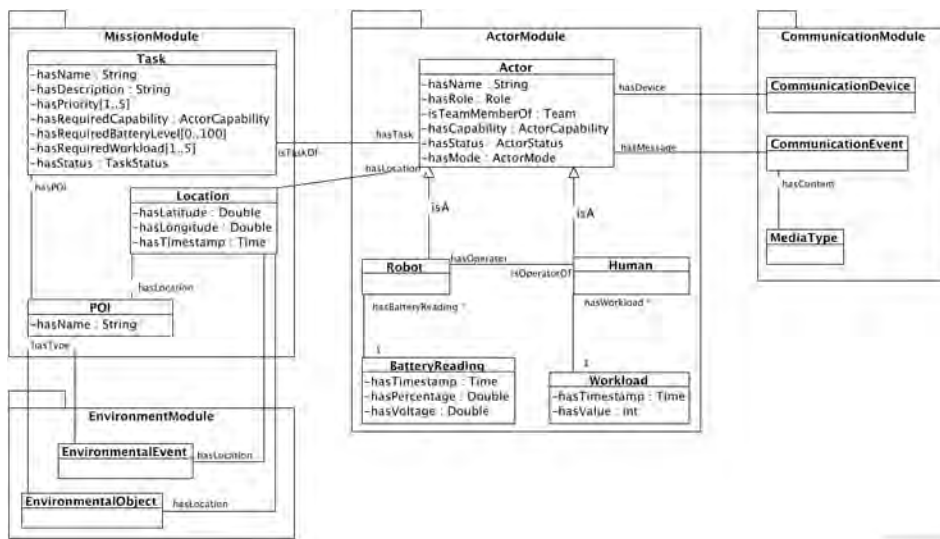 MissionModule
Task
-hasName : String
-hasDescription : String
-hasPriority[1..5]
-hasRequiredCapability : ActorCapability
-hasRequiredBatteryLevel[0..100]
-hasRequiredWorkload[1..5]
-hasStatus : TaskStatus
hasPOI
Location
-hasLatitude : Double
-hasLongitude : Double
-hasTimestamp : Time
hasLocation
POI
-hasName : String
hasType
hasTask
isTaskOf
hasLocation
ActorModule
Actor
-hasName : String
-hasRole : Role
-isTeamMemberOf : Team
-hasCapability : ActorCapability
-hasStatus : ActorStatus
-hasMode : ActorMode
isA
isA
Robot
hasOperater
isOperatorOf
Human
hasBatteryReading *
hasWorkload *
1
1
BatteryReading
-hasTimestamp : Time
-hasPercentage : Double
-hasVoltage : Double
Workload
-hasTimestamp : Time
-hasValue : int
CommunicationModule
hasDevice
CommunicationDevice
hasMessage
CommunicationEvent
hasContent
MediaType
EnvironmentModule
EnvironmentalEvent
hasLocation
EnvironmentalObject
hasLocation